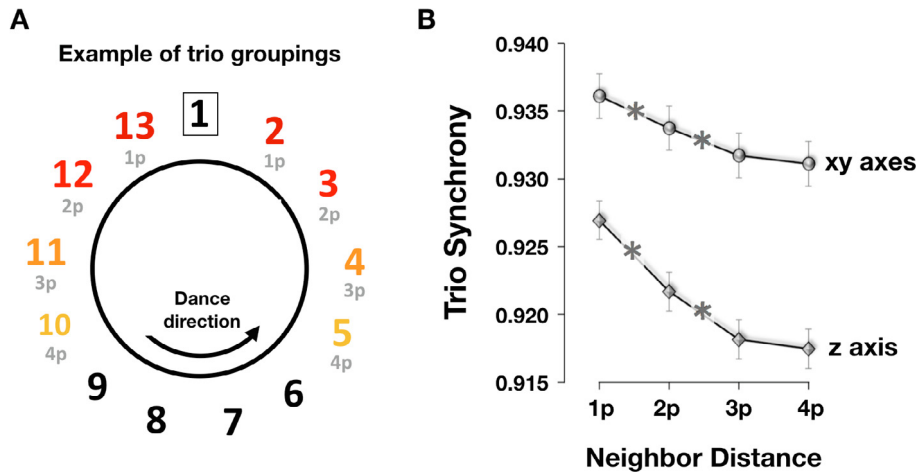 A
Example of trio groupings
1
13
1p
2
1p
12
2p
3
2p
11
3p
4
3p
10
4p
5
4p
Dance
direction
9
8
7
6
B
Trio Synchrony
0.940
0.935
0.930
0.925
0.920
0.915
xy axes
z axis
1p 2p 3p 4p
Neighbor Distance